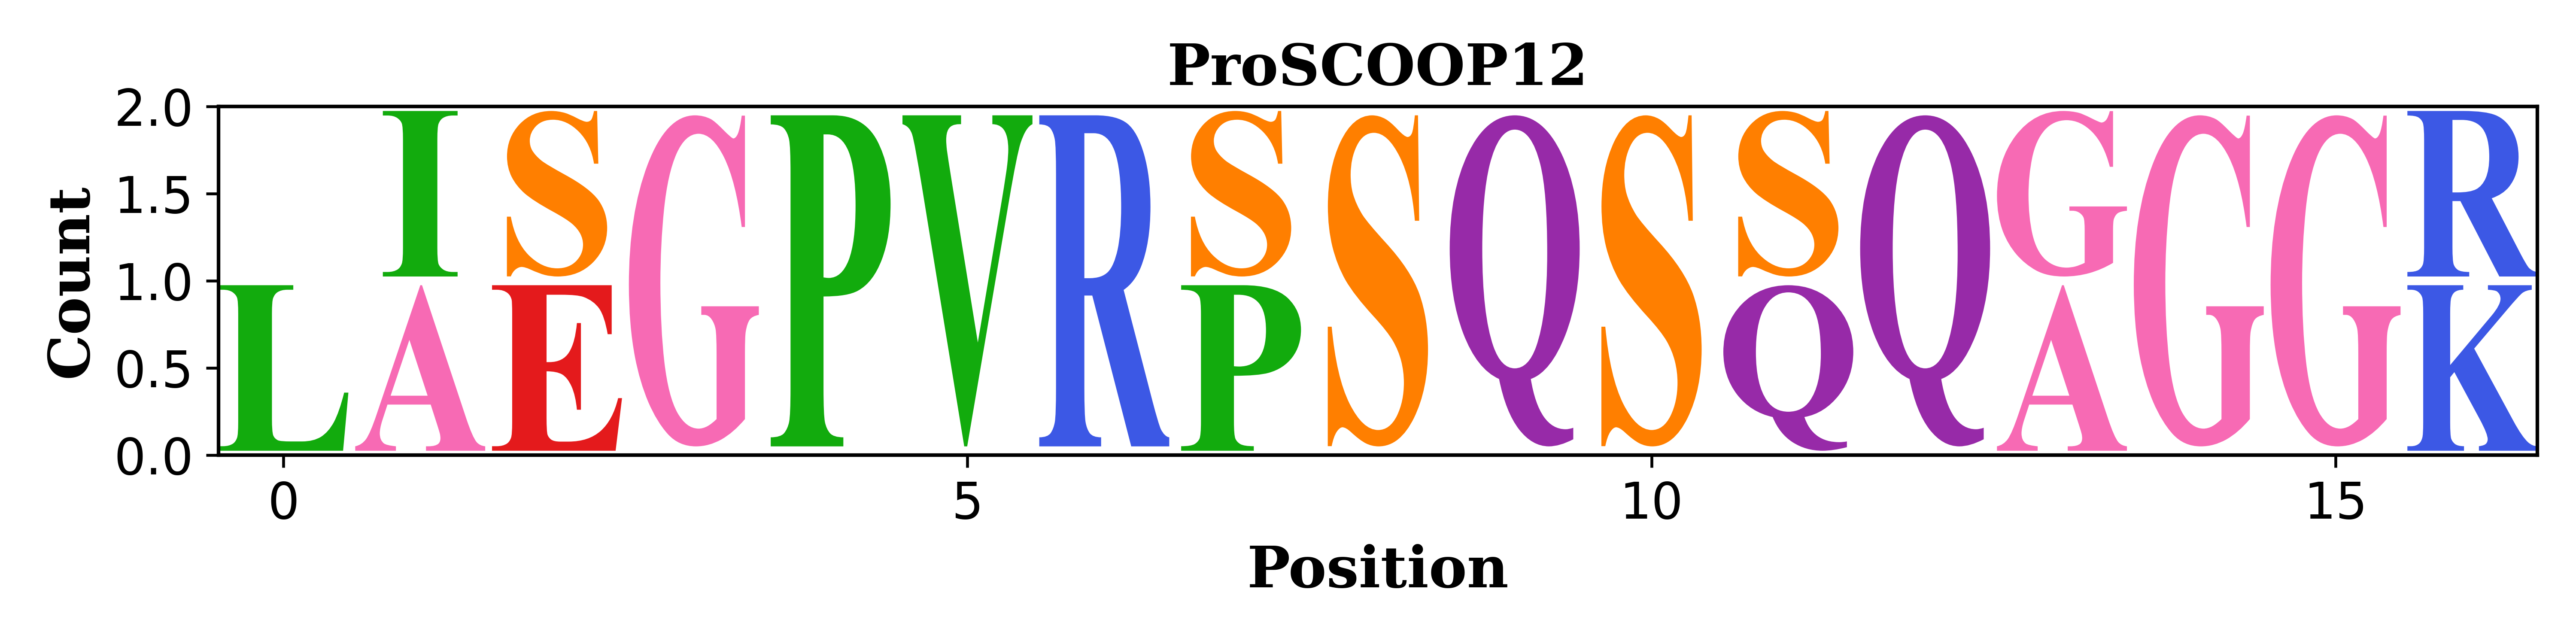 ProSCOOP12
2.0
1.5
1.0
0.5
0.0
Count
I S G P V R S S Q S S Q G G G R
L A E P Q A K
0 5 10 15
Position